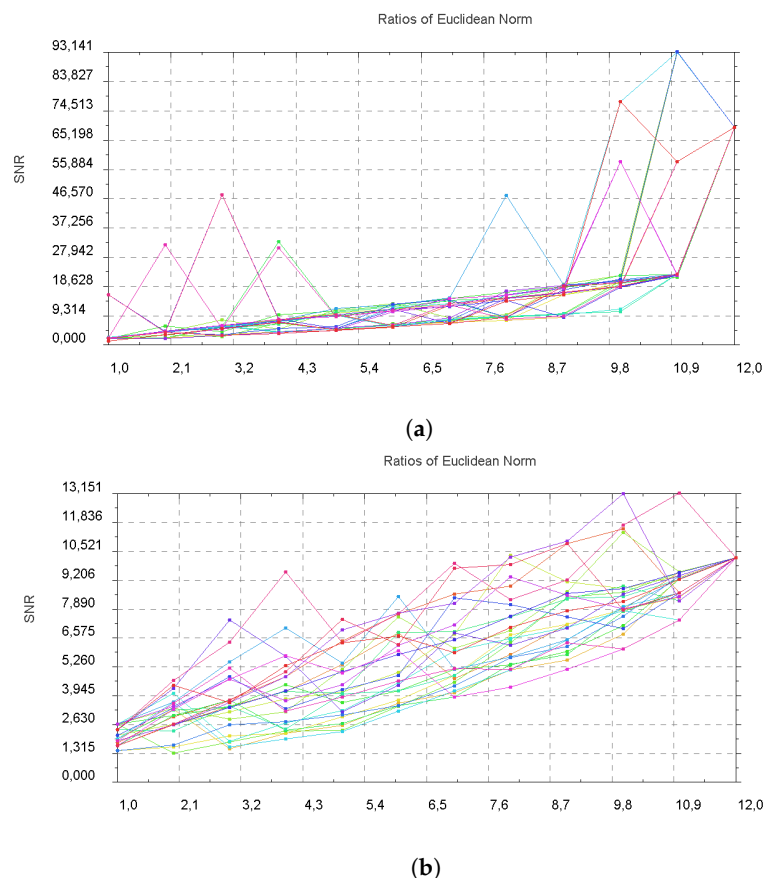 Ratios of Euclidean Norm
93,141
83,827
74,513
65,198
55,884
46,570
37,256
27,942
18,628
9,314
0,000
SNR
1,0 2,1 3,2 4,3 5,4 6,5 7,6 8,7 9,8 10,9 12,0
(a)
Ratios of Euclidean Norm
13,151
11,836
10,521
9,206
7,890
6,575
5,260
3,945
2,630
1,315
0,000
SNR
1,0 2,1 3,2 4,3 5,4 6,5 7,6 8,7 9,8 10,9 12,0
(b)